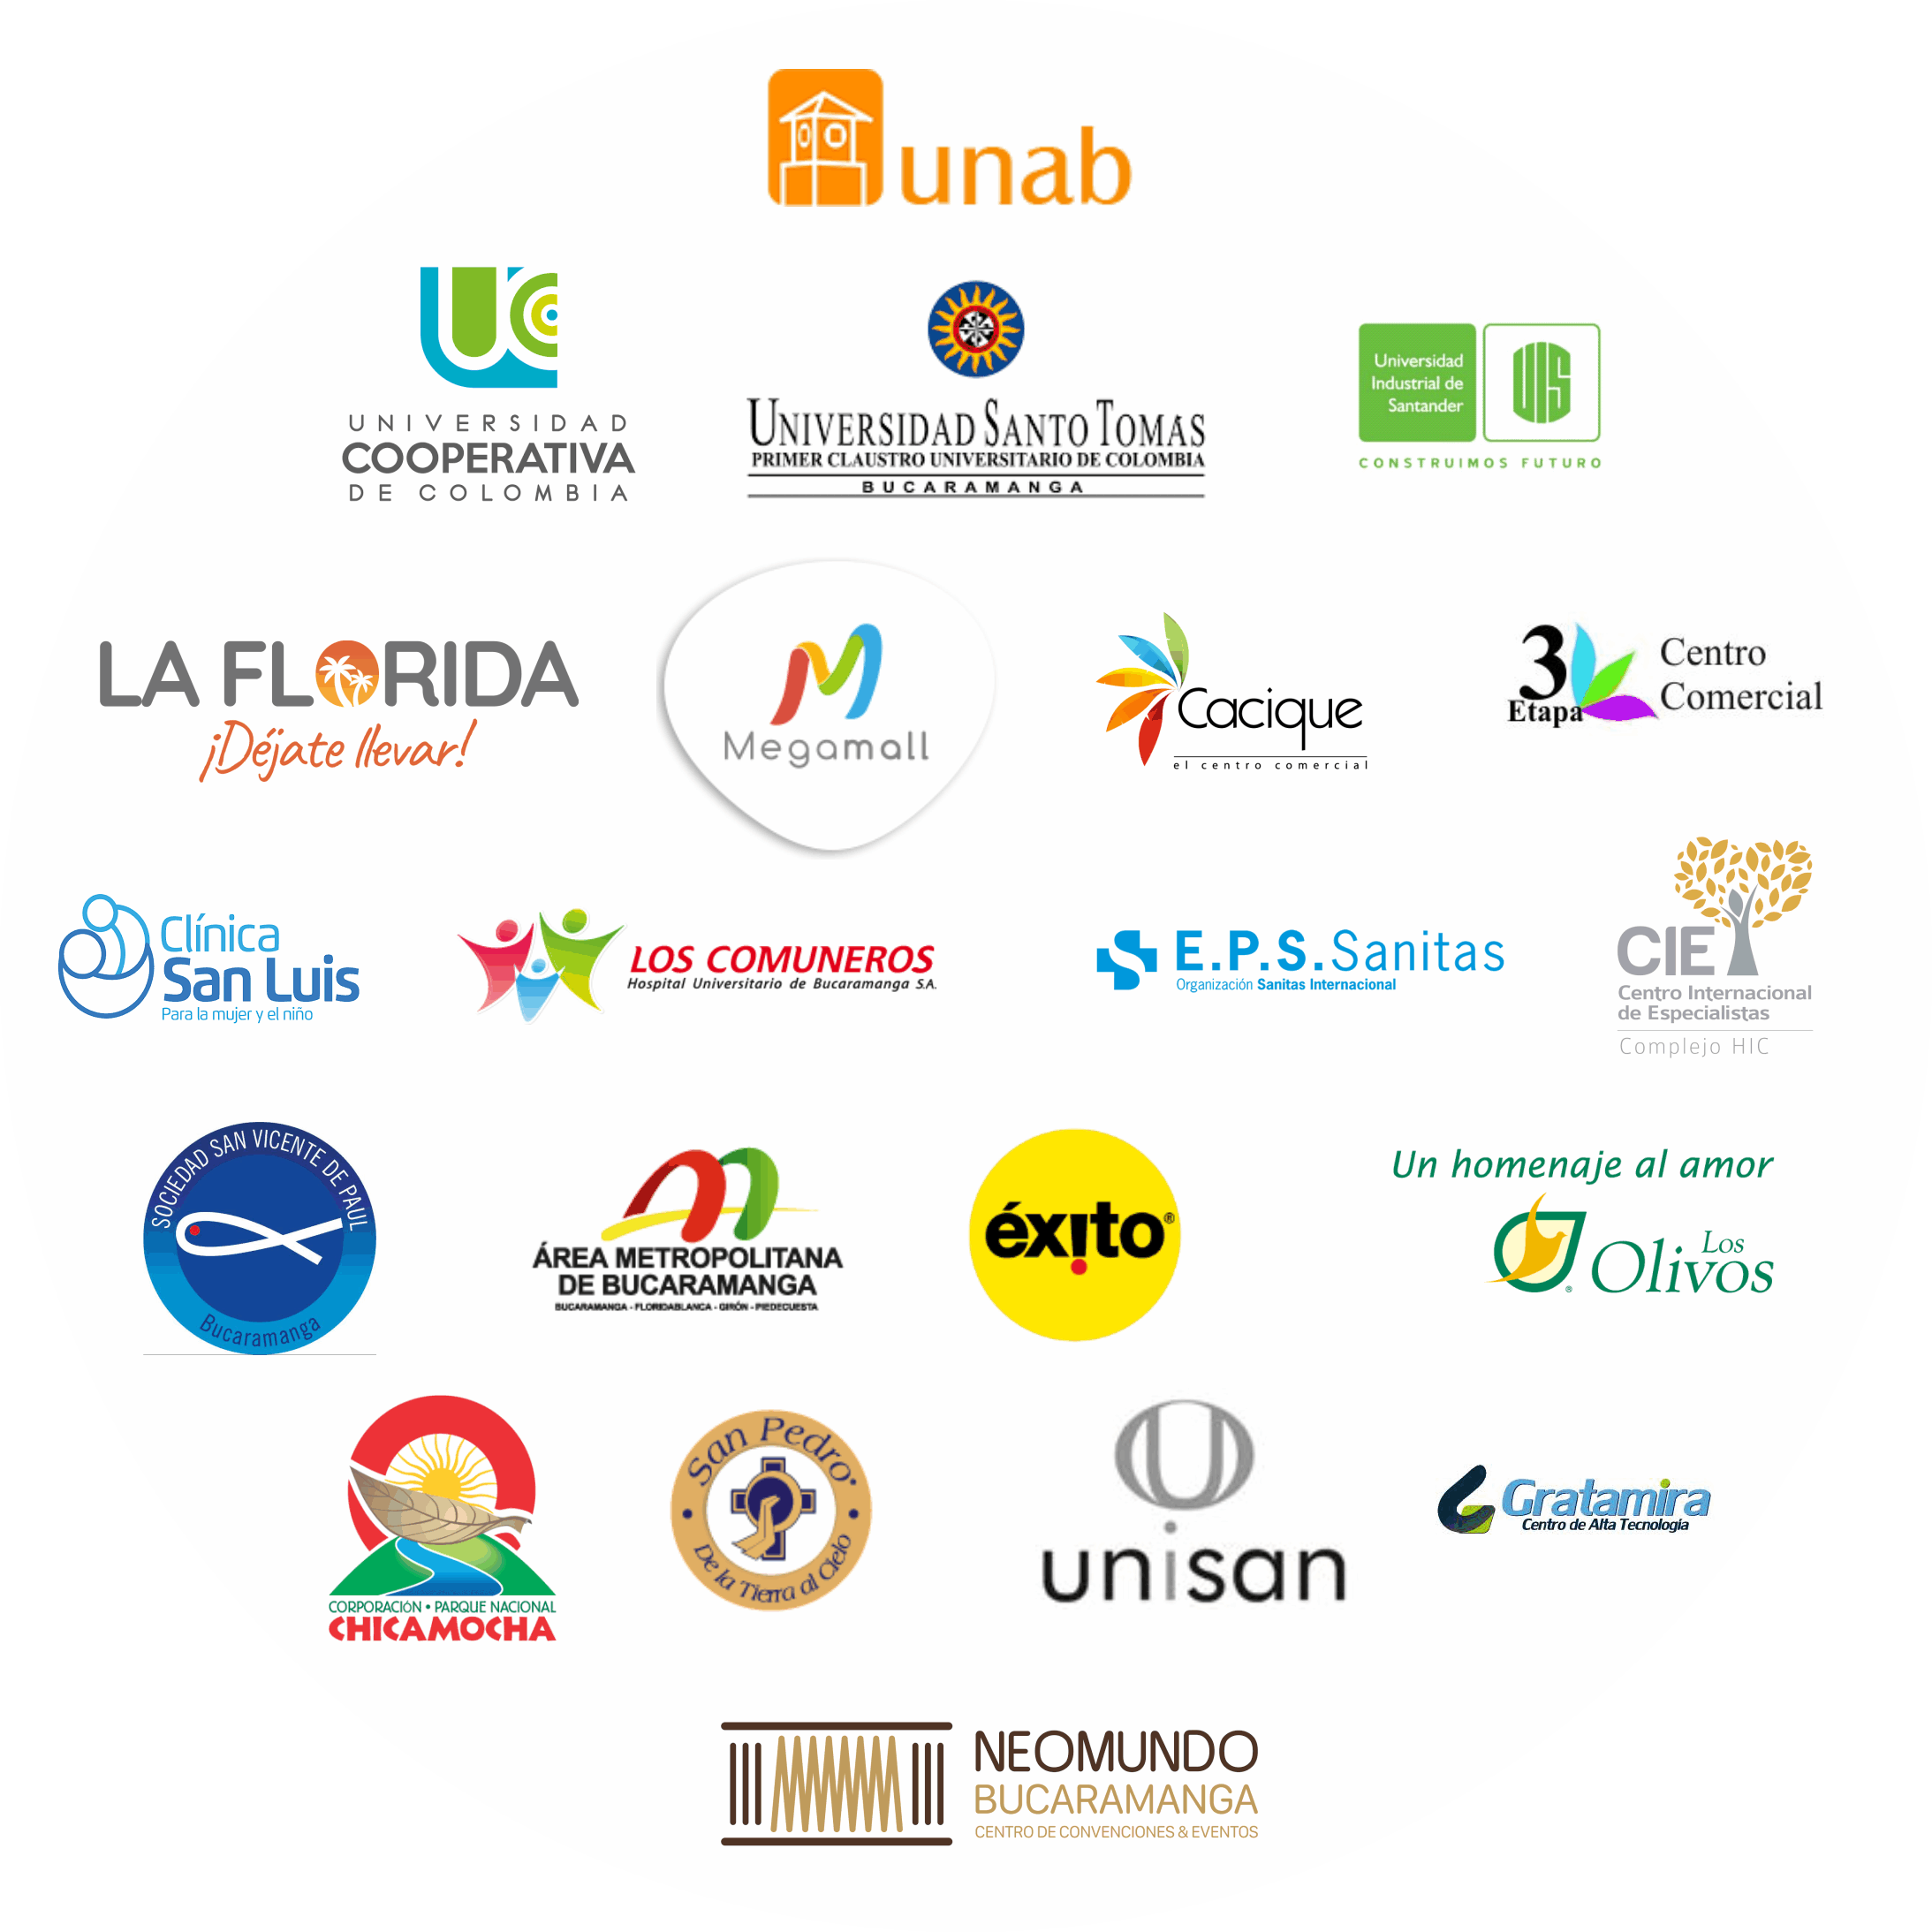 unab
UNIVERSIDAD
COOPERATIVA
DE COLOMBIA
UNIVERSIDAD SANTO TOMÁS
PRIMER CLAUSTRO UNIVERSITARIO DE COLOMBIA
BUCARAMANGA
Universidad
Industrial de
Santander
UIS
CONSTRUIMOS FUTURO
LA FLORIDA
¡Déjate llevar!
Megamall
Cacique
el centro comercial
3
Etapa
Centro
Comercial
Clínica
San Luis
Para la mujer y el niño
LOS COMUNEROS
Hospital Universitario de Bucaramanga S.A.
E.P.S.Sanitas
Organización Sanitas Internacional
CIE
Centro Internacional
de Especialistas
Complejo HIC
SOCIEDAD SAN VICENTE DE PAUL
Bucaramanga
ÁREA METROPOLITANA
DE BUCARAMANGA
BUCARAMANGA - FLORIDABLANCA - GIRÓN - PIEDECUESTA
éxito®
Un homenaje al amor
Los
Olivos
®
CORPORACIÓN • PARQUE NACIONAL
CHICAMOCHA
San Pedro
De la Tierra al Cielo
unisan
Gratamira
Centro de Alta Tecnología
NEOMUNDO
BUCARAMANGA
CENTRO DE CONVENCIONES & EVENTOS